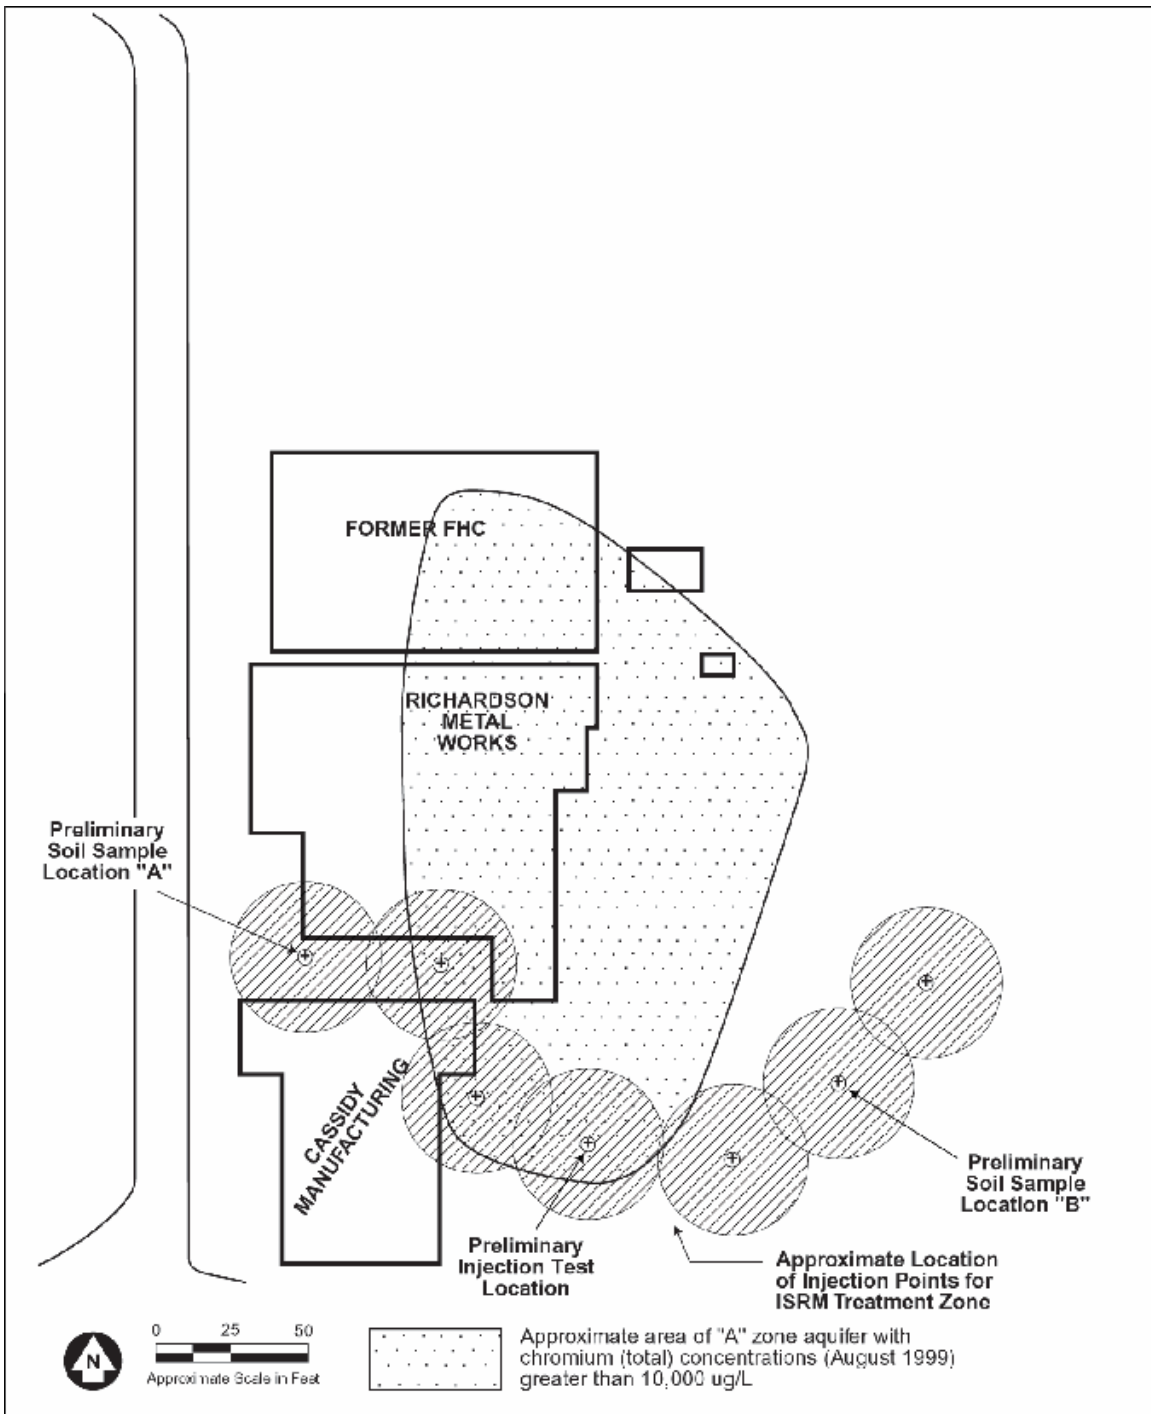 FORMER FHC
RICHARDSON
METAL
WORKS
Preliminary
Soil Sample
Location "A"
CASSIDY
MANUFACTURING
Preliminary
Soil Sample
Location "B"
Preliminary
Injection Test
Location
Approximate Location
of Injection Points for
ISRM Treatment Zone
N
0 25 50
Approximate Scale in Feet
Approximate area of "A" zone aquifer with
chromium (total) concentrations (August 1999)
greater than 10,000 ug/L